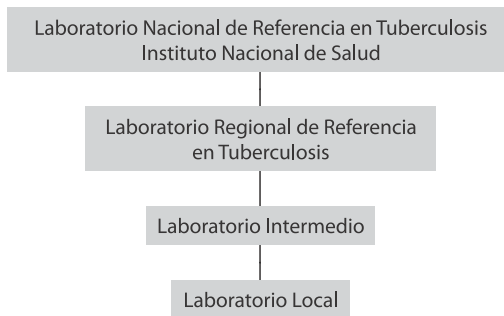 Laboratorio Nacional de Referencia en Tuberculosis
Instituto Nacional de Salud
Laboratorio Regional de Referencia
en Tuberculosis
Laboratorio Intermedio
Laboratorio Local